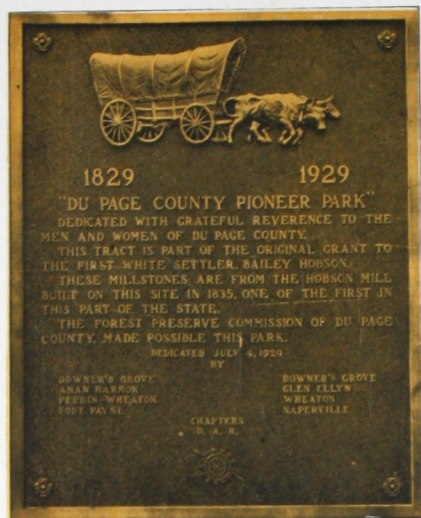 1829 1929
"DU PAGE COUNTY PIONEER PARK"
DEDICATED WITH GRATEFUL REVERENCE TO THE
MEN AND WOMEN OF DU PAGE COUNTY.
THIS TRACT IS PART OF THE ORIGINAL GRANT TO
THE FIRST WHITE SETTLER, BAILEY HOBSON.
THESE MILLSTONES ARE FROM THE HOBSON MILL
BUILT ON THIS SITE IN 1835, ONE OF THE FIRST IN
THIS PART OF THE STATE.
THE FOREST PRESERVE COMMISSION OF DU PAGE
COUNTY, MADE POSSIBLE THIS PARK.
DEDICATED JULY 4, 1929
BY
DOWNER'S GROVE DOWNER'S GROVE
ANAN HARMON GLEN ELLYN
PERRIN-WHEATON WHEATON
FORT PAYNE NAPERVILLE
CHAPTERS
D. A. R.